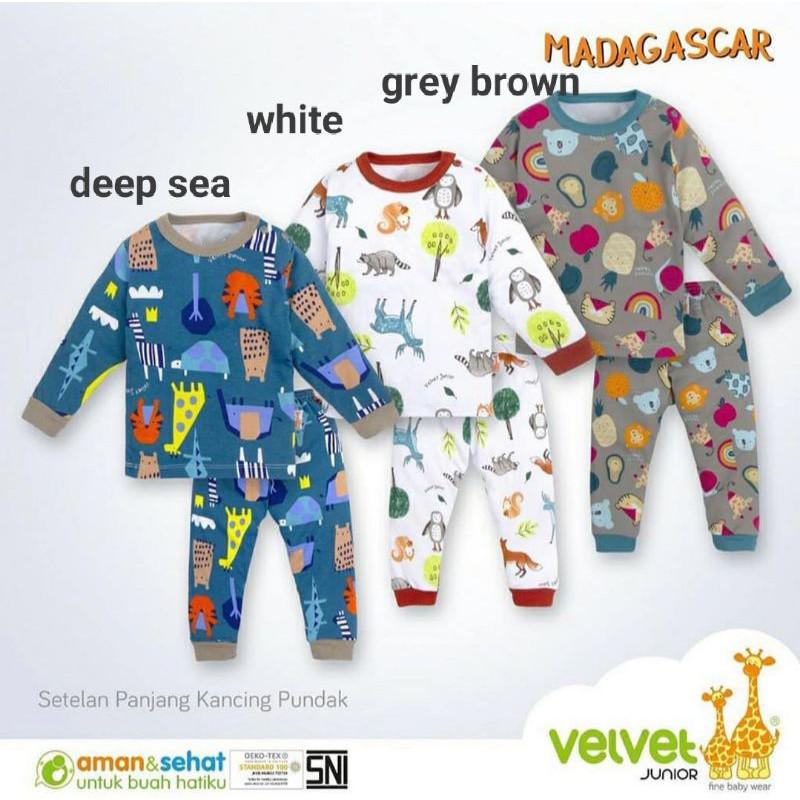 MADAGASCAR
grey brown
white
deep sea
Setelan Panjang Kancing Pundak
velvet
JUNIOR
fine baby wear
®
aman&sehat
untuk buah hatiku
OEKO-TEX®
STANDARD 100
SNI